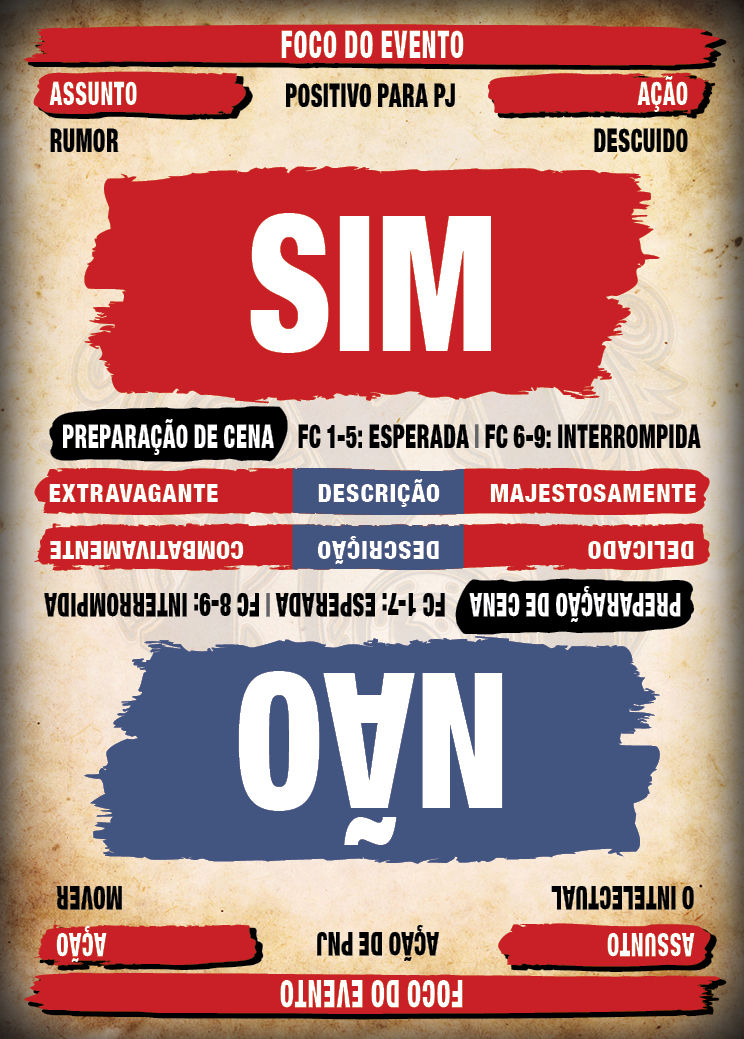 FOCO DO EVENTO
ASSUNTO POSITIVO PARA PJ AÇÃO
RUMOR DESCUIDO
SIM
PREPARAÇÃO DE CENA FC 1-5: ESPERADA | FC 6-9: INTERROMPIDA
EXTRAVAGANTE DESCRIÇÃO MAJESTOSAMENTE
FOCO DO EVENTO
ASSUNTO AÇÃO DE PNJ AÇÃO
O INTELECTUAL MOVER
NÃO
PREPARAÇÃO DE CENA FC 1-7: ESPERADA | FC 8-9: INTERROMPIDA
DELICADO DESCRIÇÃO COMBATIVAMENTE